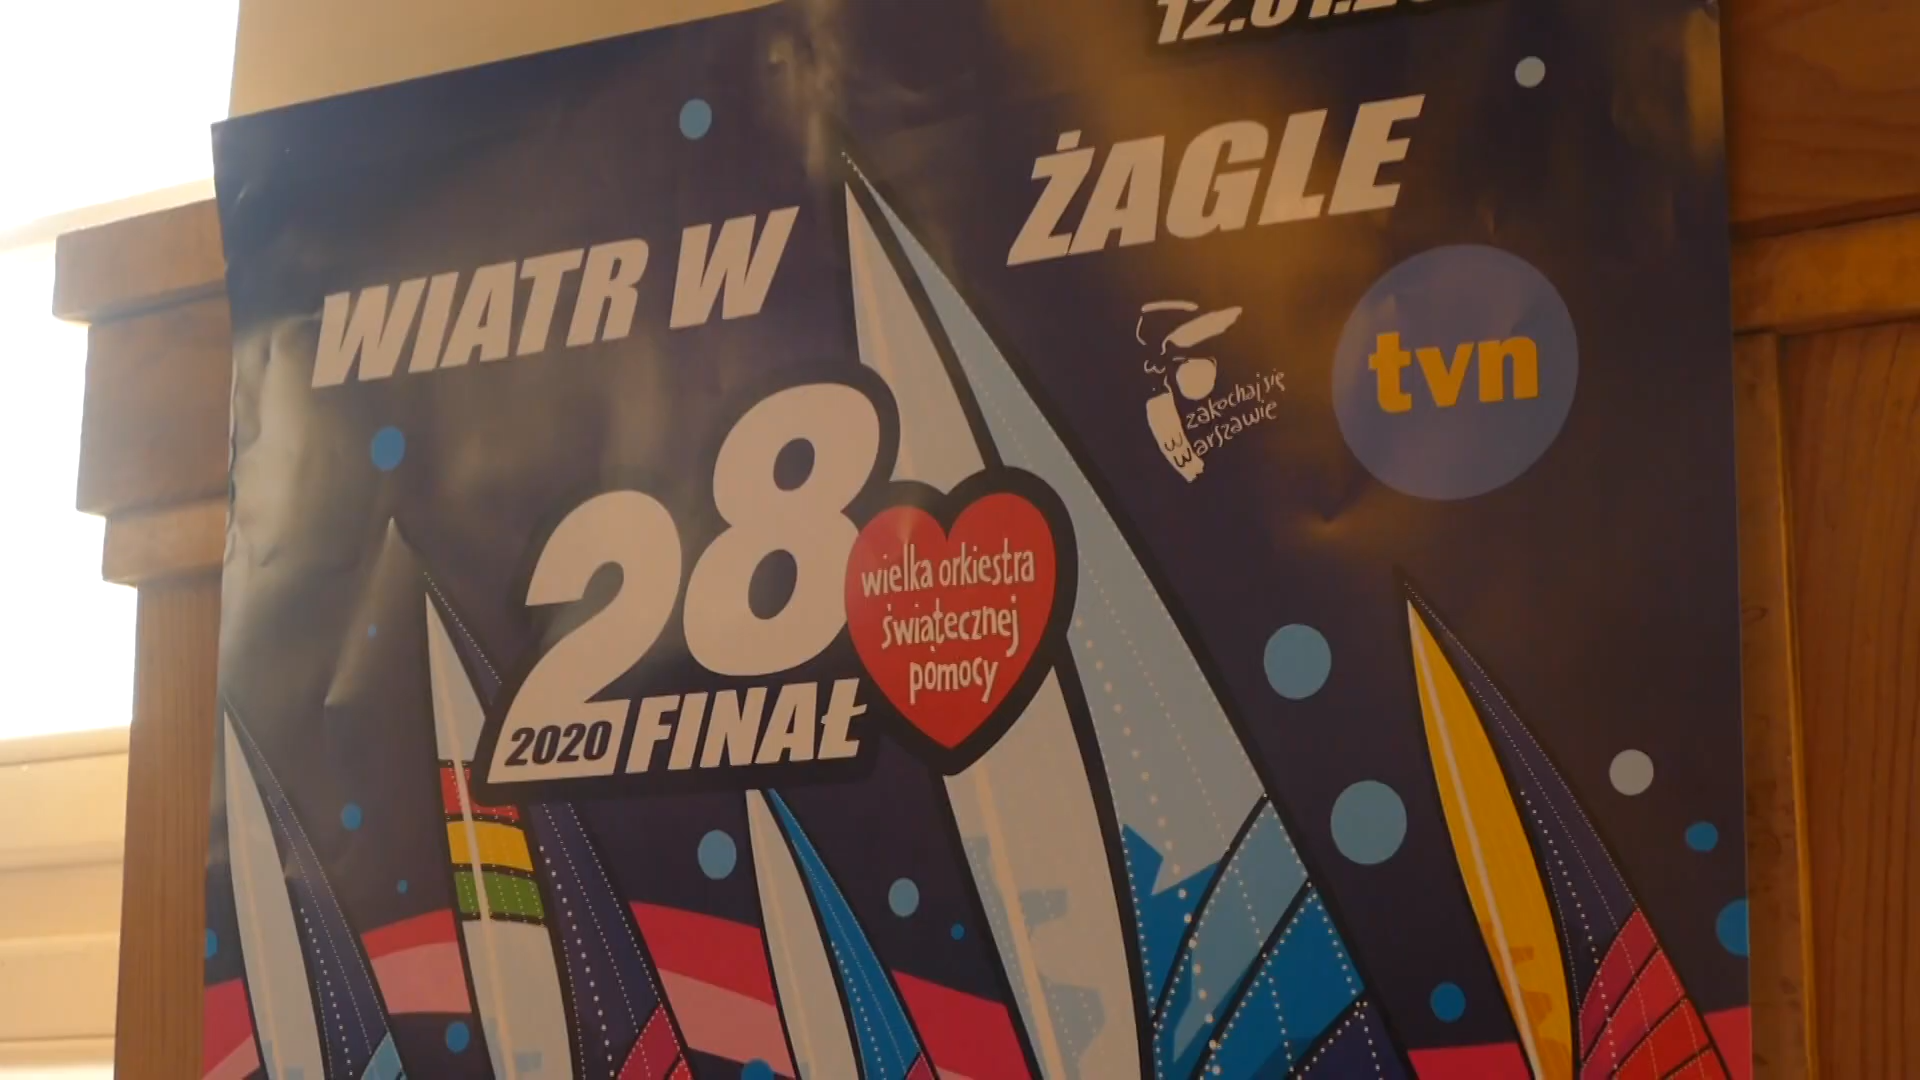 WIATR W ŻAGLE
zakochaj się
w warszawie
tvn
28
2020 FINAŁ
wielka orkiestra
świątecznej
pomocy